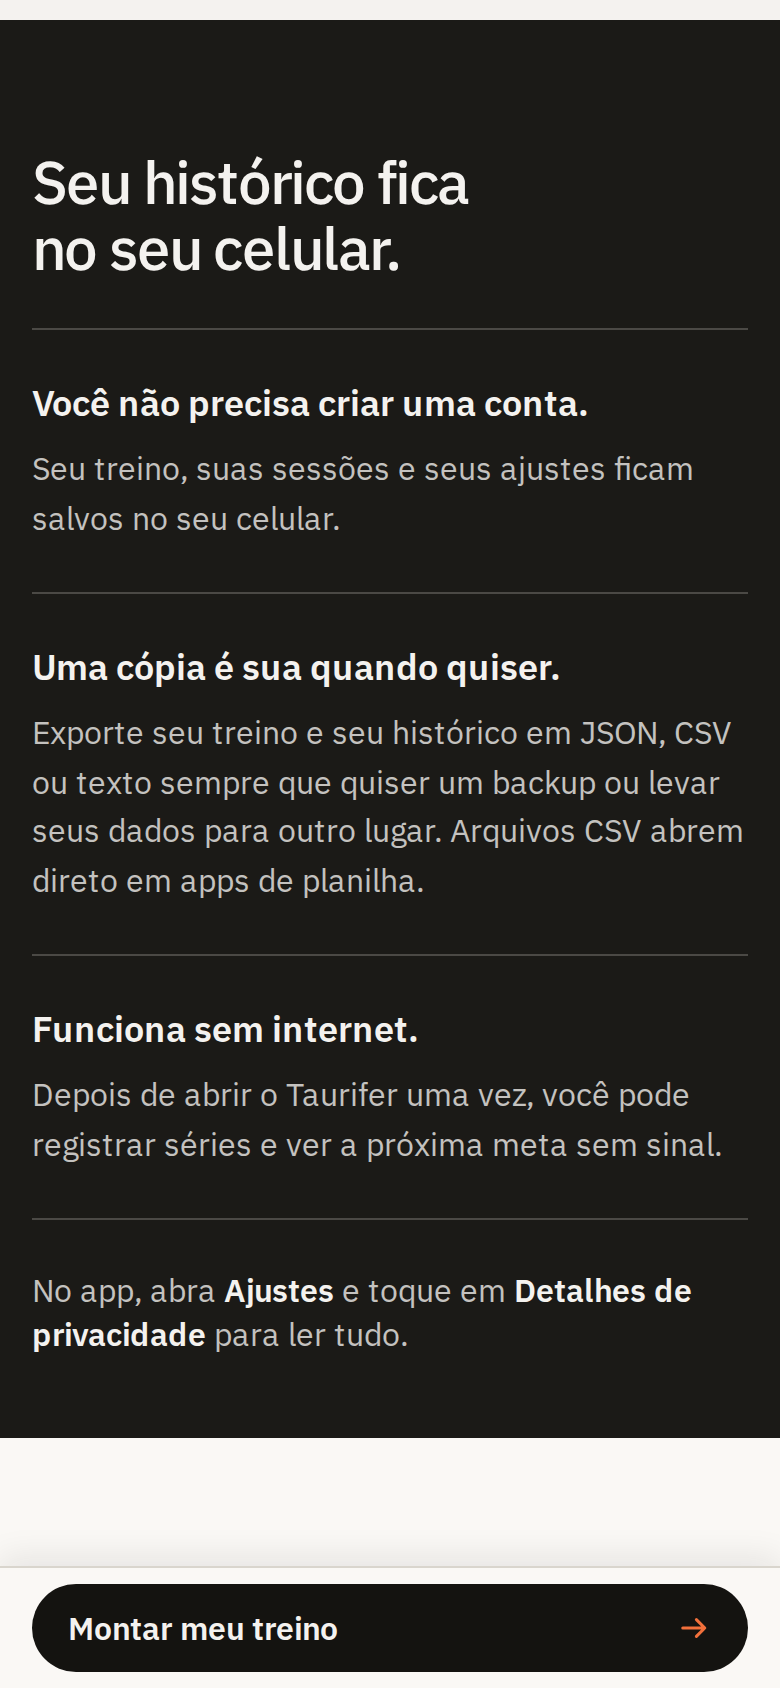 Seu histórico fica
no seu celular.
Você não precisa criar uma conta.
Seu treino, suas sessões e seus ajustes ficam
salvos no seu celular.
Uma cópia é sua quando quiser.
Exporte seu treino e seu histórico em JSON, CSV
ou texto sempre que quiser um backup ou levar
seus dados para outro lugar. Arquivos CSV abrem
direto em apps de planilha.
Funciona sem internet.
Depois de abrir o Taurifer uma vez, você pode
registrar séries e ver a próxima meta sem sinal.
No app, abra Ajustes e toque em Detalhes de
privacidade para ler tudo.
Montar meu treino